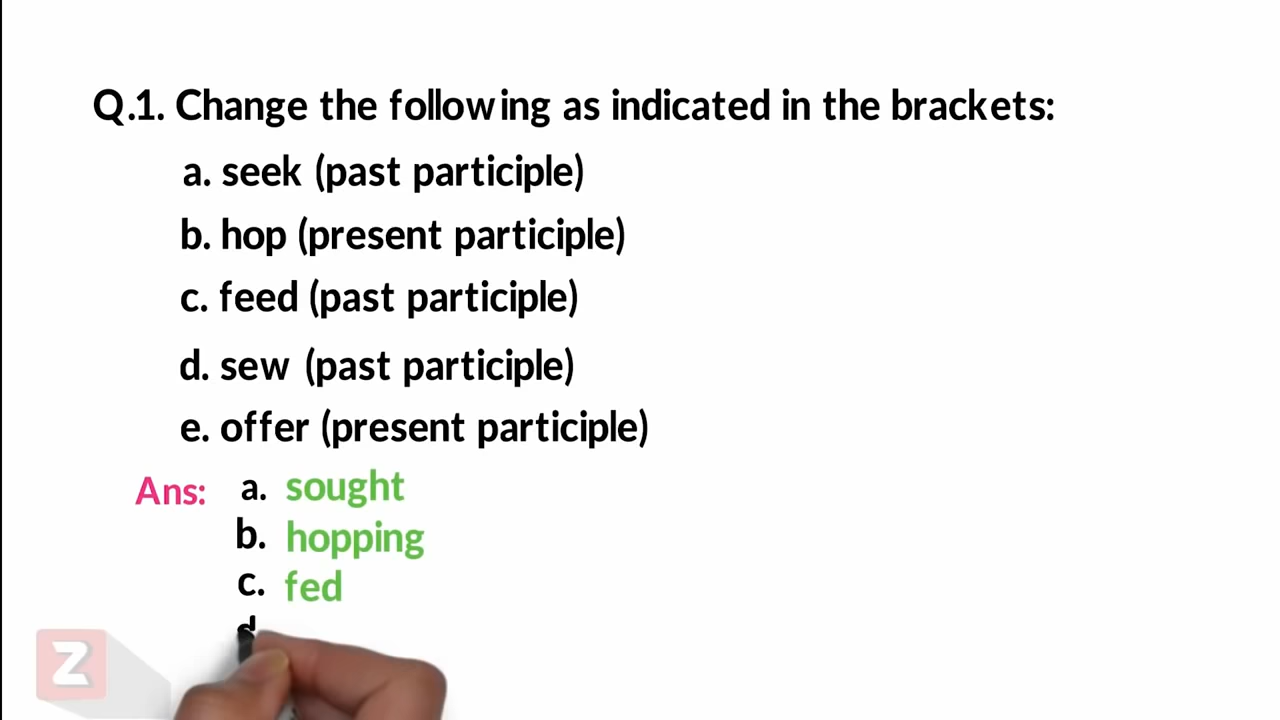 Q.1. Change the following as indicated in the brackets:
a. seek (past participle)
b. hop (present participle)
c. feed (past participle)
d. sew (past participle)
e. offer (present participle)
Ans: a. sought
b. hopping
c. fed
d.
Z